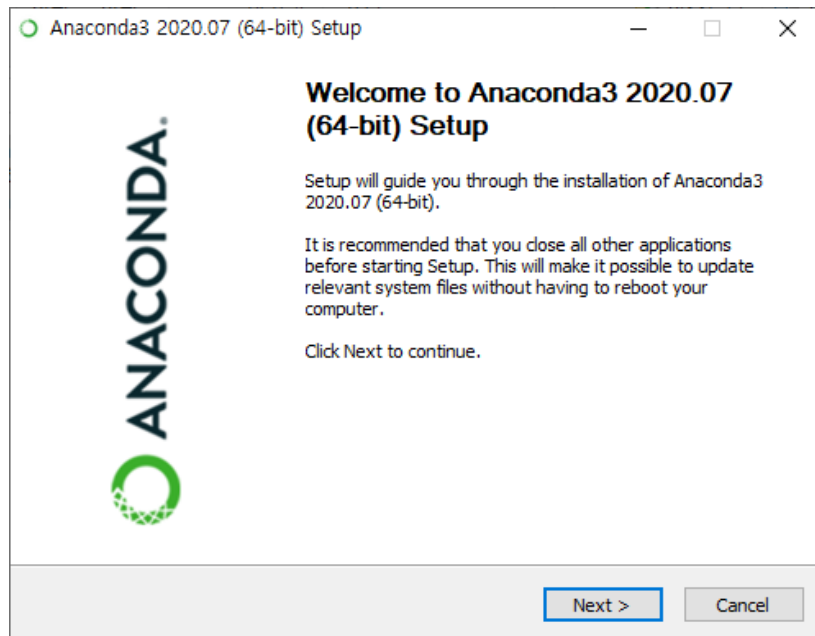 Anaconda3 2020.07 (64-bit) Setup
Welcome to Anaconda3 2020.07
(64-bit) Setup
Setup will guide you through the installation of Anaconda3
2020.07 (64-bit).
It is recommended that you close all other applications
before starting Setup. This will make it possible to update
relevant system files without having to reboot your
computer.
Click Next to continue.
ANACONDA.
Next >
Cancel